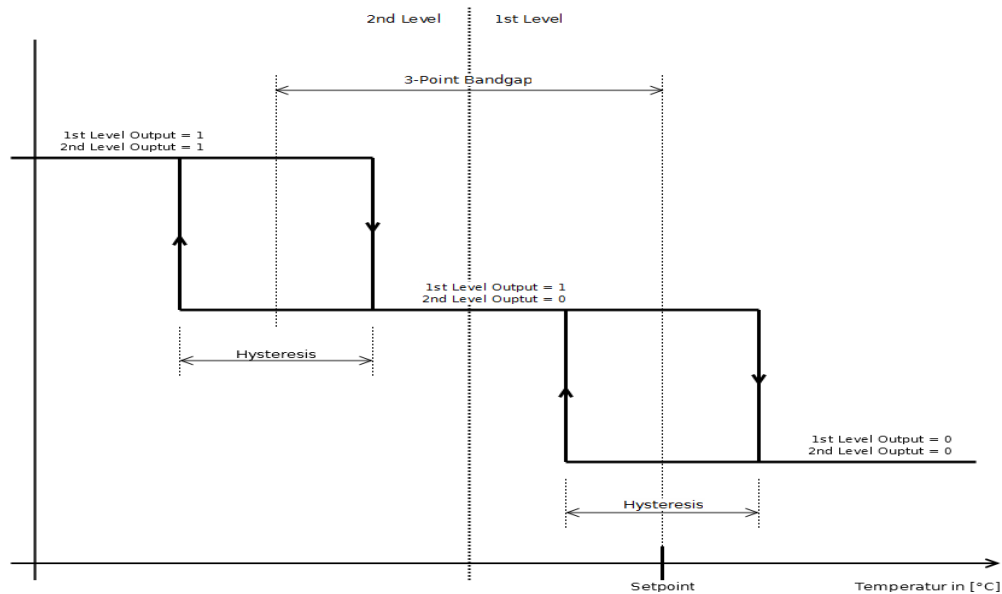 2nd Level
1st Level
3-Point Bandgap
1st Level Output = 1
2nd Level Ouptut = 1
1st Level Output = 1
2nd Level Ouptut = 0
Hysteresis
1st Level Output = 0
2nd Level Ouptut = 0
Hysteresis
Setpoint
Temperatur in [°C]